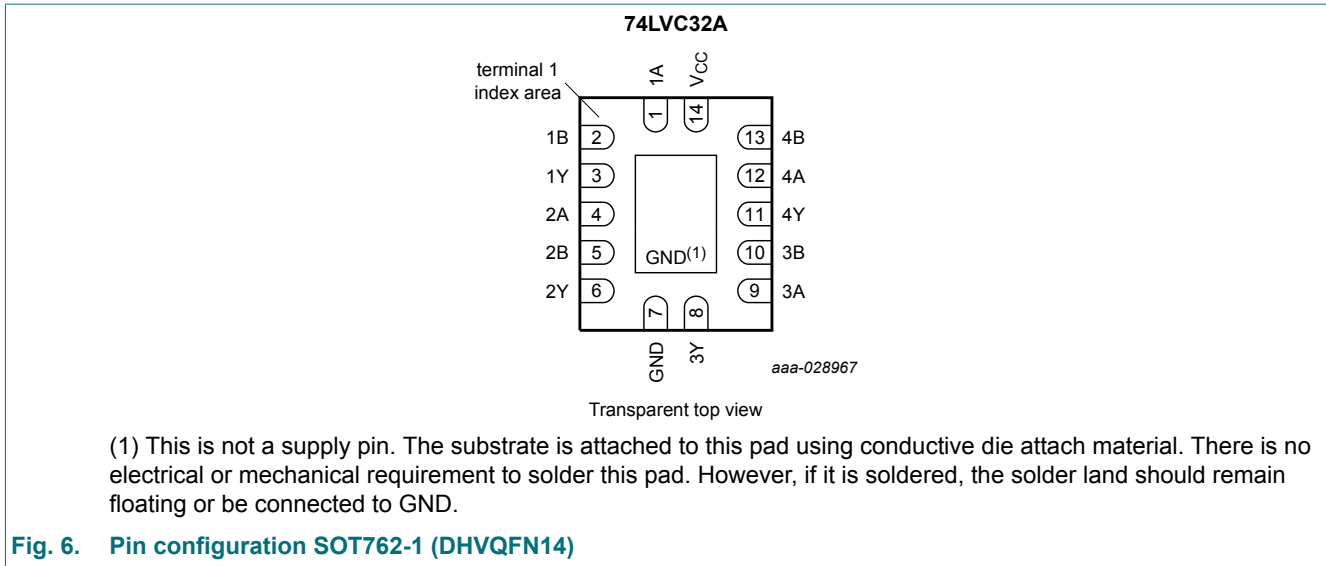 74LVC32A
terminal 1
index area
1A
VCC
1
14
1B 2 13 4B
1Y 3 12 4A
2A 4 11 4Y
2B 5 GND(1) 10 3B
2Y 6 9 3A
7
8
GND
3Y
aaa-028967
Transparent top view
(1) This is not a supply pin. The substrate is attached to this pad using conductive die attach material. There is no
electrical or mechanical requirement to solder this pad. However, if it is soldered, the solder land should remain
floating or be connected to GND.
Fig. 6. Pin configuration SOT762-1 (DHVQFN14)